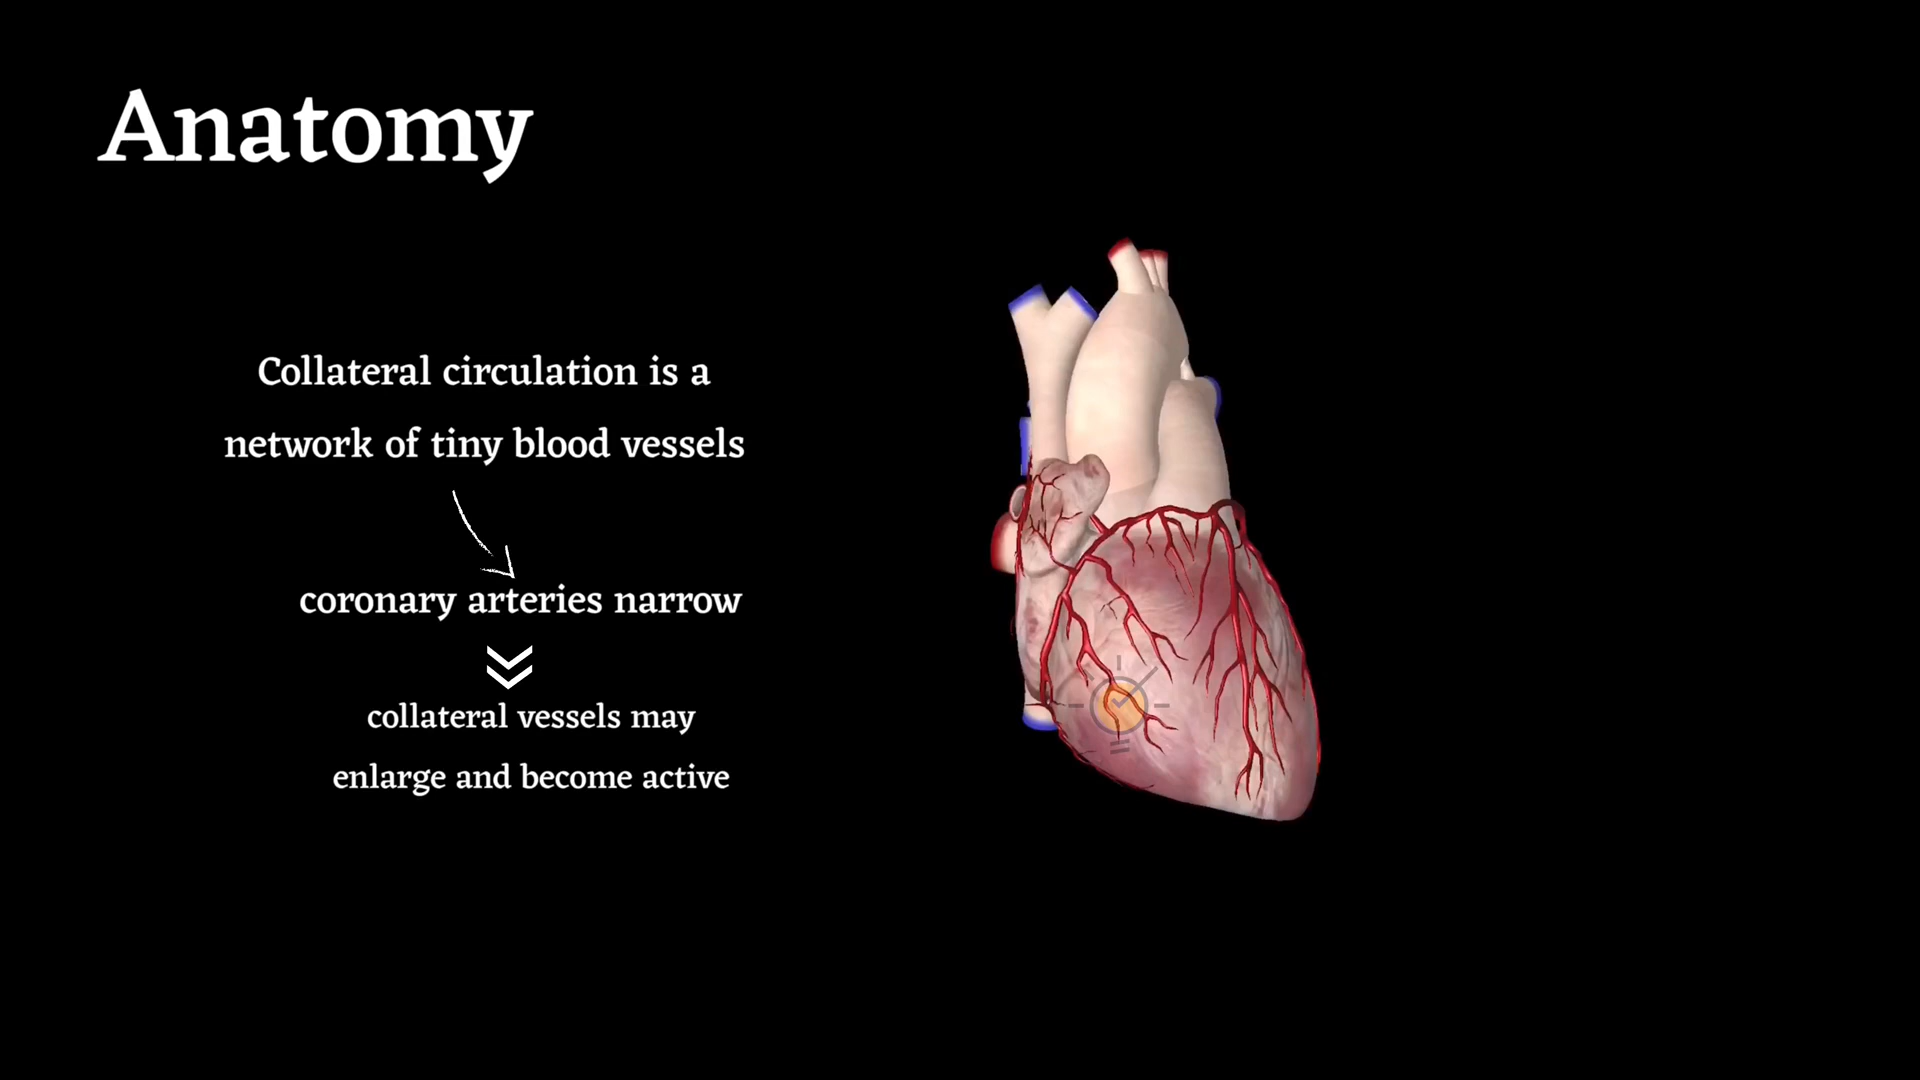 Anatomy
Collateral circulation is a
network of tiny blood vessels
coronary arteries narrow
collateral vessels may
enlarge and become active